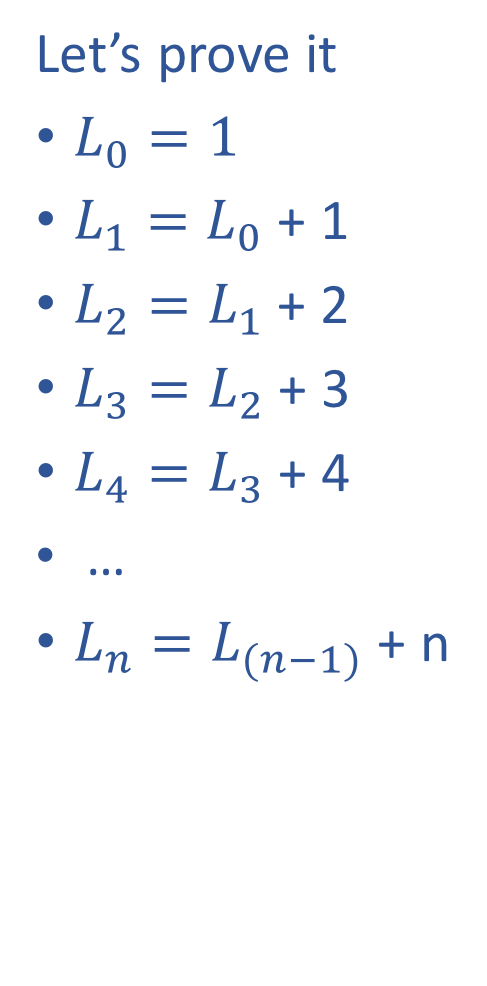 Let’s prove it
• 𝐿₀ = 1
• 𝐿₁ = 𝐿₀ + 1
• 𝐿₂ = 𝐿₁ + 2
• 𝐿₃ = 𝐿₂ + 3
• 𝐿₄ = 𝐿₃ + 4
• ...
• 𝐿ₙ = 𝐿₍ₙ₋₁₎ + n